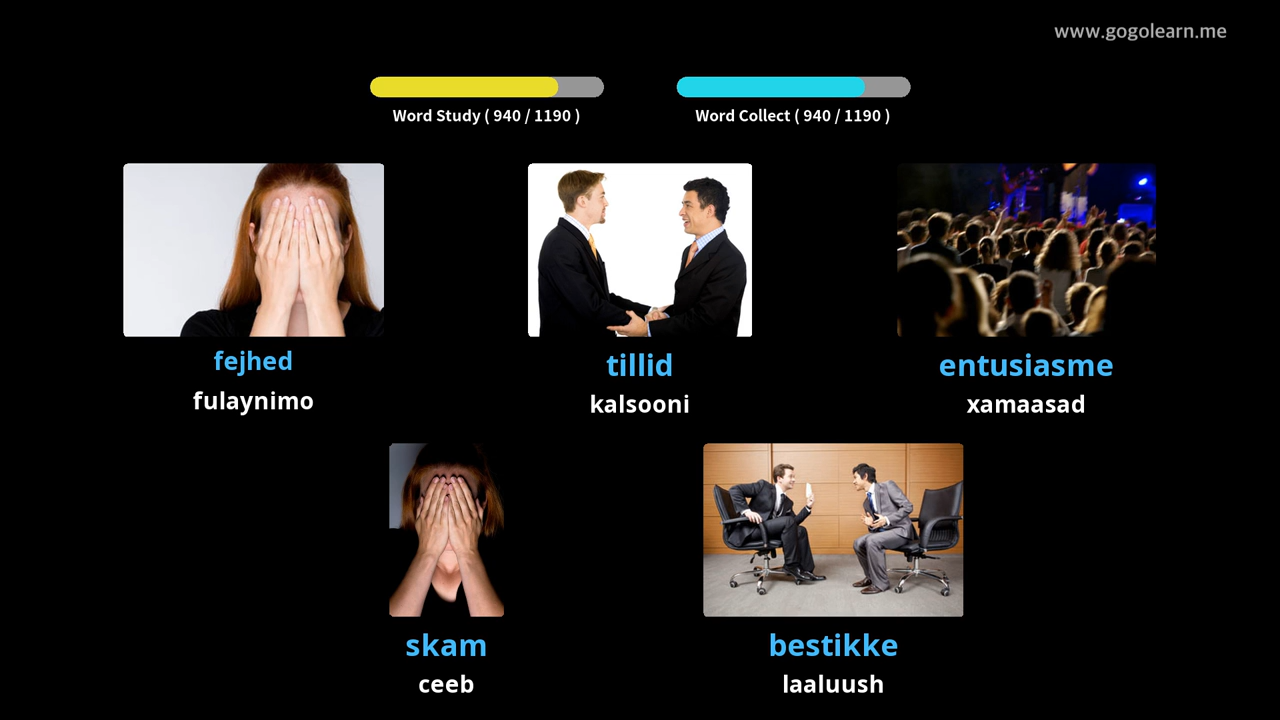 www.gogolearn.me
Word Study ( 940 / 1190 )
Word Collect ( 940 / 1190 )
fejhed
fulaynimo
tillid
kalsooni
entusiasme
xamaasad
skam
ceeb
bestikke
laaluush